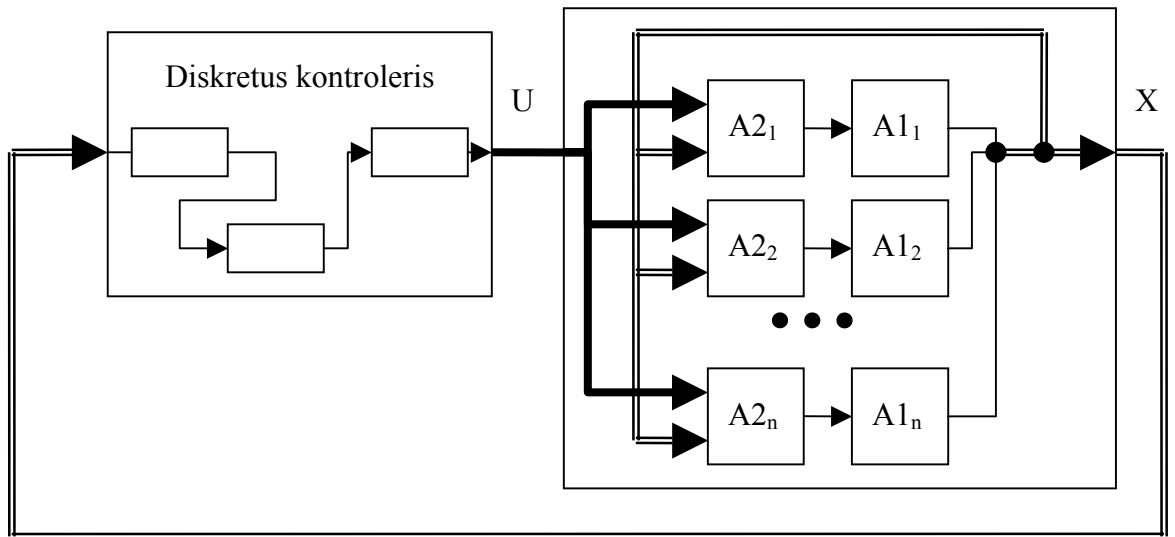 Diskretus kontroleris
U
X
A2₁ A1₁
A2₂ A1₂
A2ₙ A1ₙ